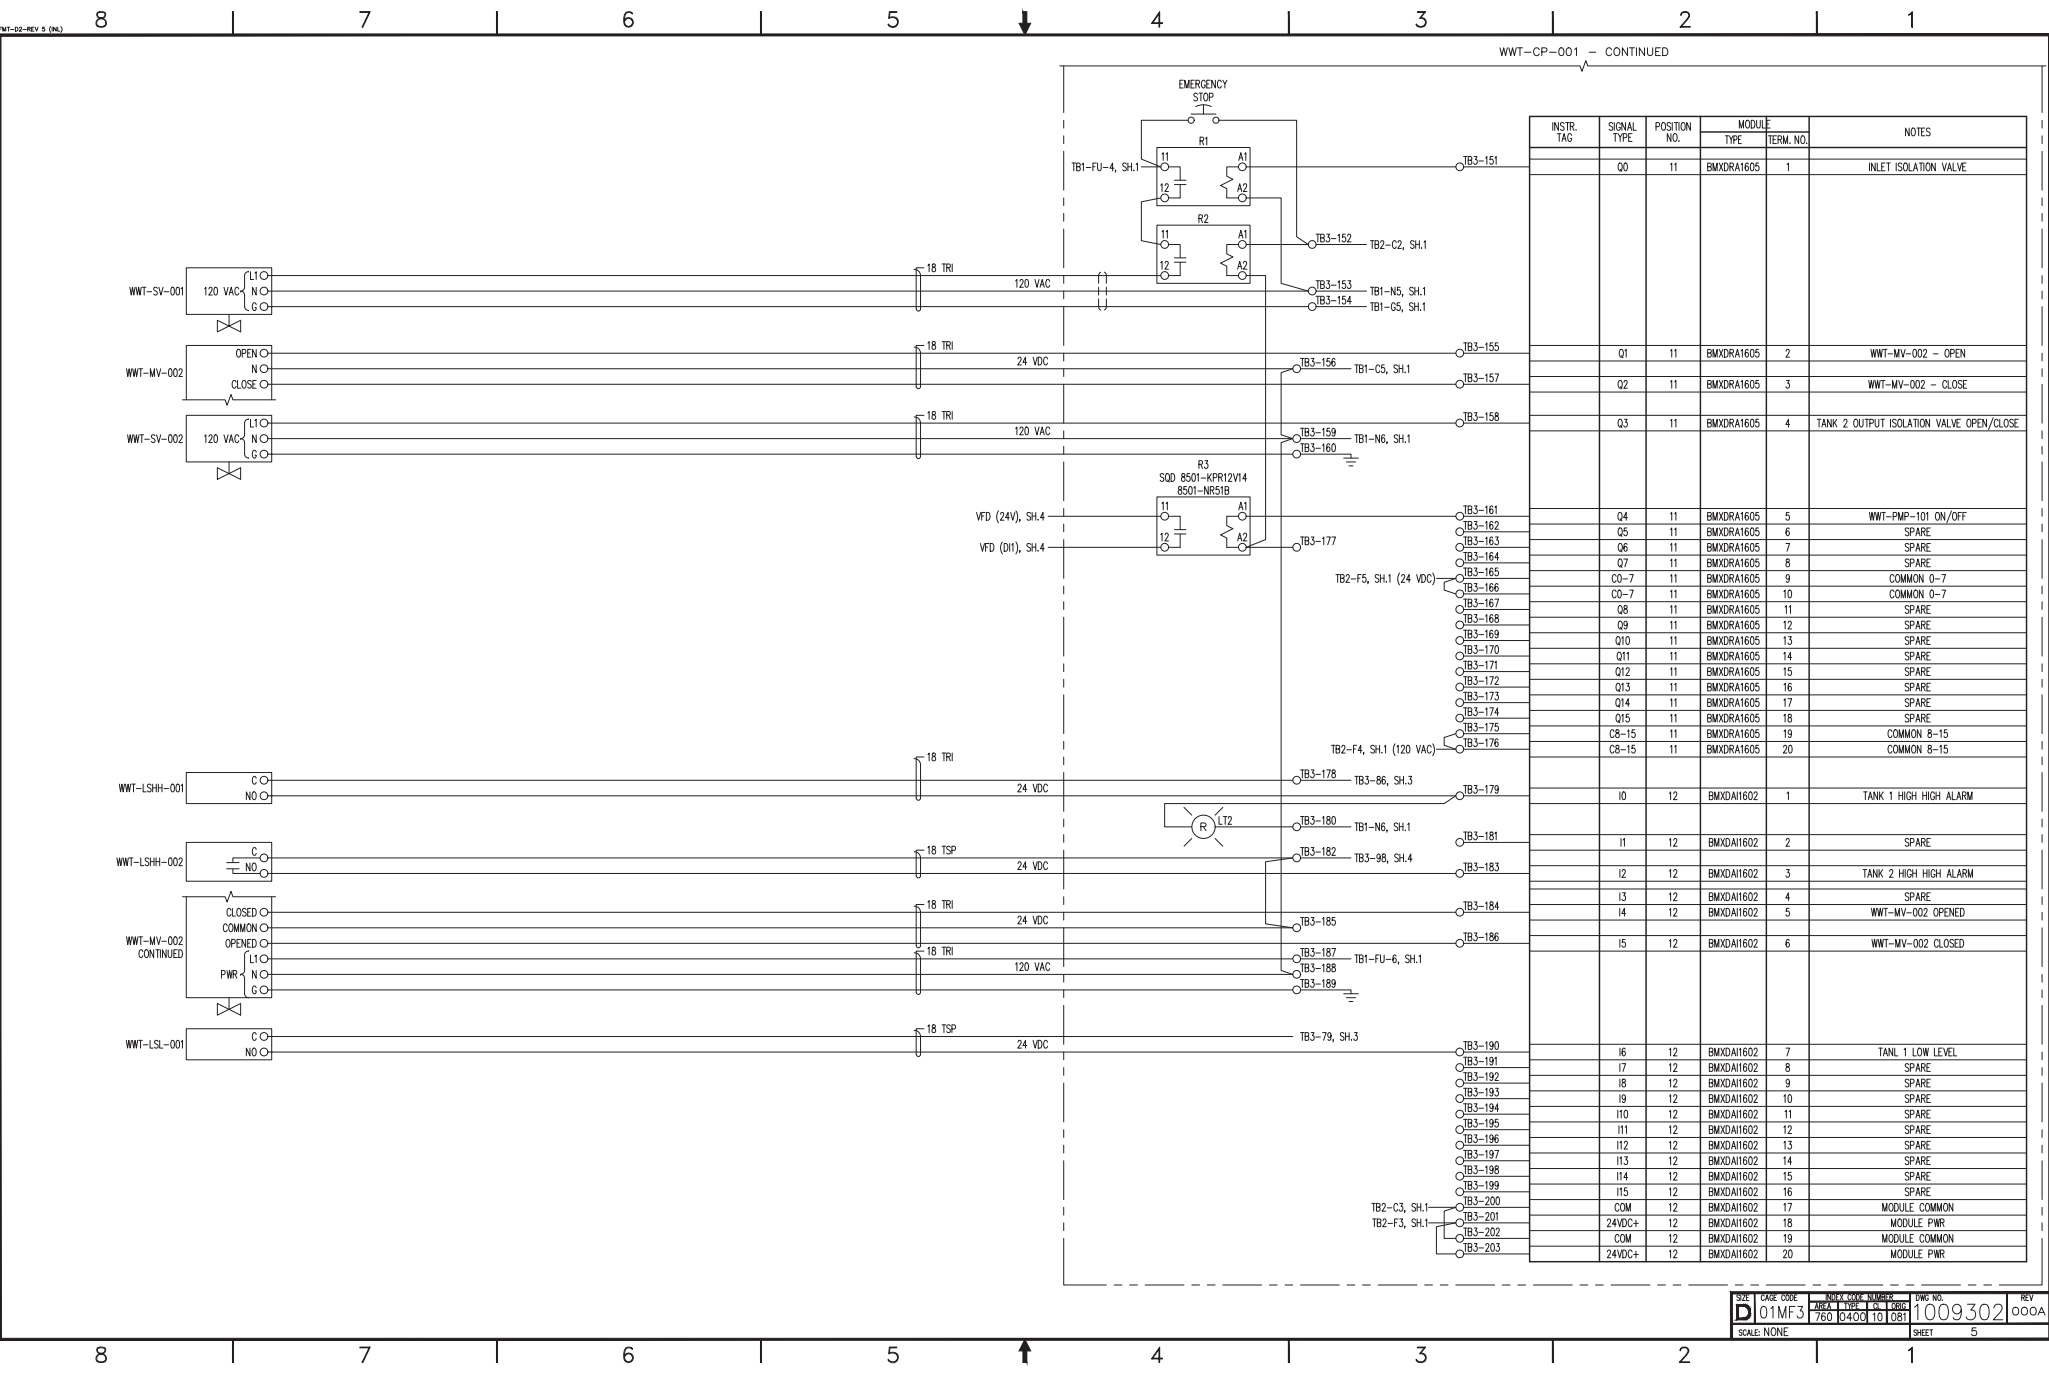 8 7 6 5 4 3 2 1
FMT-D2-REV 5 (INL)
WWT-CP-001 - CONTINUED
EMERGENCY
STOP
INSTR. TAG SIGNAL TYPE POSITION NO. MODULE TYPE TERM. NO. NOTES
R1
11 A1
12 A2
TB1-FU-4, SH.1
TB3-151 Q0 11 BMXDRA1605 1 INLET ISOLATION VALVE
R2
11 A1
12 A2
TB3-152 TB2-C2, SH.1
WWT-SV-001 120 VAC L1 N G
18 TRI
120 VAC
TB3-153 TB1-N5, SH.1
TB3-154 TB1-G5, SH.1
WWT-MV-002 OPEN N CLOSE
18 TRI
24 VDC
TB3-155 Q1 11 BMXDRA1605 2 WWT-MV-002 - OPEN
TB3-156 TB1-C5, SH.1
TB3-157 Q2 11 BMXDRA1605 3 WWT-MV-002 - CLOSE
WWT-SV-002 120 VAC L1 N G
18 TRI
120 VAC
TB3-158 Q3 11 BMXDRA1605 4 TANK 2 OUTPUT ISOLATION VALVE OPEN/CLOSE
TB3-159 TB1-N6, SH.1
TB3-160
R3
SQD 8501-KPR12V14
8501-NR51B
11 A1
12 A2
VFD (24V), SH.4
VFD (DI1), SH.4
TB3-177
TB3-161 Q4 11 BMXDRA1605 5 WWT-PMP-101 ON/OFF
TB3-162 Q5 11 BMXDRA1605 6 SPARE
TB3-163 Q6 11 BMXDRA1605 7 SPARE
TB3-164 Q7 11 BMXDRA1605 8 SPARE
TB2-F5, SH.1 (24 VDC) TB3-165 C0-7 11 BMXDRA1605 9 COMMON 0-7
TB3-166 C0-7 11 BMXDRA1605 10 COMMON 0-7
TB3-167 Q8 11 BMXDRA1605 11 SPARE
TB3-168 Q9 11 BMXDRA1605 12 SPARE
TB3-169 Q10 11 BMXDRA1605 13 SPARE
TB3-170 Q11 11 BMXDRA1605 14 SPARE
TB3-171 Q12 11 BMXDRA1605 15 SPARE
TB3-172 Q13 11 BMXDRA1605 16 SPARE
TB3-173 Q14 11 BMXDRA1605 17 SPARE
TB3-174 Q15 11 BMXDRA1605 18 SPARE
TB3-175 C8-15 11 BMXDRA1605 19 COMMON 8-15
TB2-F4, SH.1 (120 VAC) TB3-176 C8-15 11 BMXDRA1605 20 COMMON 8-15
WWT-LSHH-001 C NO
18 TRI
24 VDC
TB3-178 TB3-86, SH.3
TB3-179 I0 12 BMXDAI1602 1 TANK 1 HIGH HIGH ALARM
R LT2 TB3-180 TB1-N6, SH.1
TB3-181 I1 12 BMXDAI1602 2 SPARE
WWT-LSHH-002 C NO
18 TSP
24 VDC
TB3-182 TB3-98, SH.4
TB3-183 I2 12 BMXDAI1602 3 TANK 2 HIGH HIGH ALARM
I3 12 BMXDAI1602 4 SPARE
WWT-MV-002
CONTINUED
CLOSED COMMON OPENED
PWR L1 N G
18 TRI
24 VDC
TB3-184 I4 12 BMXDAI1602 5 WWT-MV-002 OPENED
TB3-185
TB3-186 I5 12 BMXDAI1602 6 WWT-MV-002 CLOSED
18 TRI
120 VAC
TB3-187 TB1-FU-6, SH.1
TB3-188
TB3-189
WWT-LSL-001 C NO
18 TSP
24 VDC
TB3-79, SH.3
TB3-190 I6 12 BMXDAI1602 7 TANL 1 LOW LEVEL
TB3-191 I7 12 BMXDAI1602 8 SPARE
TB3-192 I8 12 BMXDAI1602 9 SPARE
TB3-193 I9 12 BMXDAI1602 10 SPARE
TB3-194 I10 12 BMXDAI1602 11 SPARE
TB3-195 I11 12 BMXDAI1602 12 SPARE
TB3-196 I12 12 BMXDAI1602 13 SPARE
TB3-197 I13 12 BMXDAI1602 14 SPARE
TB3-198 I14 12 BMXDAI1602 15 SPARE
TB3-199 I15 12 BMXDAI1602 16 SPARE
TB2-C3, SH.1 TB3-200 COM 12 BMXDAI1602 17 MODULE COMMON
TB2-F3, SH.1 TB3-201 24VDC+ 12 BMXDAI1602 18 MODULE PWR
TB3-202 COM 12 BMXDAI1602 19 MODULE COMMON
TB3-203 24VDC+ 12 BMXDAI1602 20 MODULE PWR
SIZE CAGE CODE INDEX CODE NUMBER DWG NO. REV
AREA TYPE CL ORIG
D 01MF3 760 0400 10 081 1009302 000A
SCALE: NONE SHEET 5
8 7 6 5 4 3 2 1